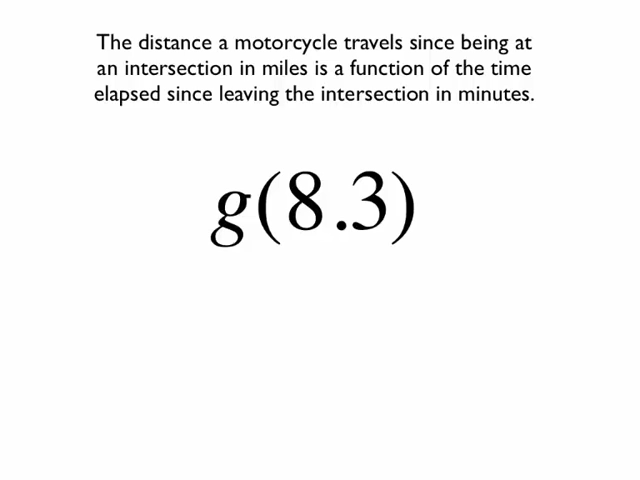 The distance a motorcycle travels since being at
an intersection in miles is a function of the time
elapsed since leaving the intersection in minutes.
g(8.3)